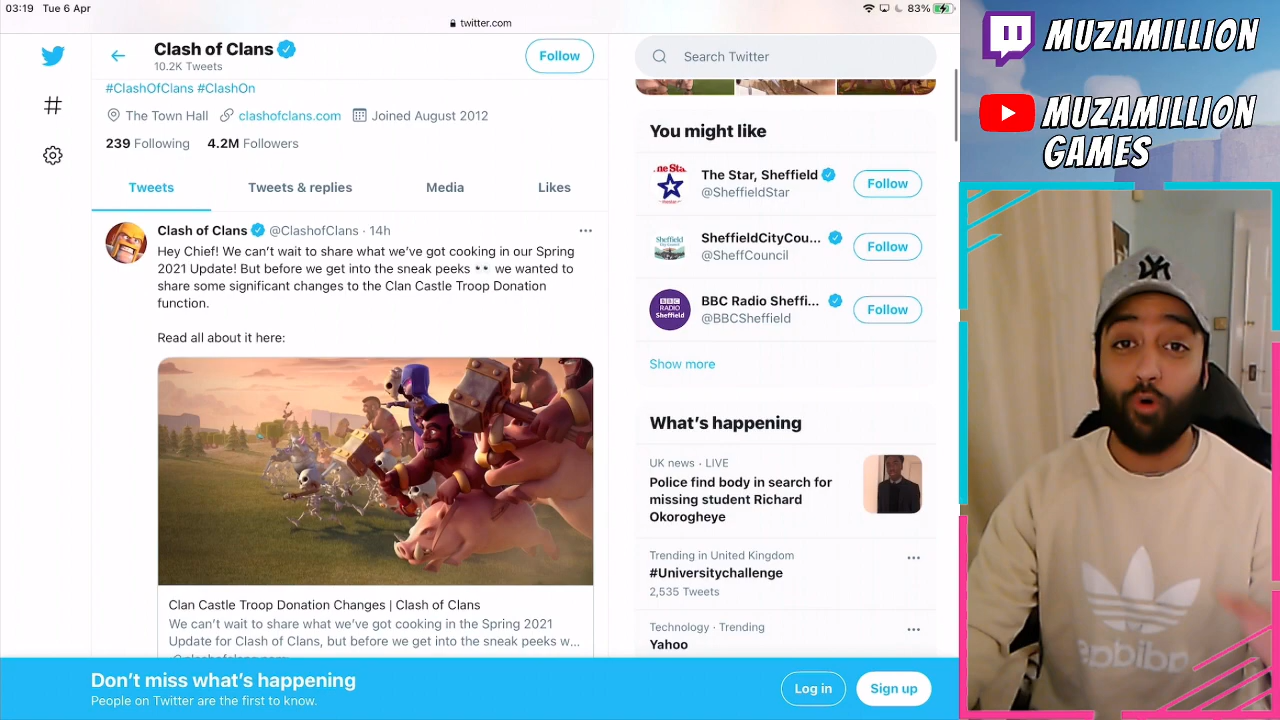 03:19 Tue 6 Apr
83%
twitter.com
Clash of Clans
10.2K Tweets
Follow
#ClashOfClans #ClashOn
The Town Hall clashofclans.com Joined August 2012
239 Following 4.2M Followers
Tweets Tweets & replies Media Likes
Clash of Clans @ClashofClans · 14h
Hey Chief! We can't wait to share what we've got cooking in our Spring
2021 Update! But before we get into the sneak peeks 👀 we wanted to
share some significant changes to the Clan Castle Troop Donation
function.
Read all about it here:
Clan Castle Troop Donation Changes | Clash of Clans
We can't wait to share what we've got cooking in the Spring 2021
Update for Clash of Clans, but before we get into the sneak peeks w...
Search Twitter
You might like
The Star, Sheffield
@SheffieldStar
Follow
SheffieldCityCou...
@SheffCouncil
Follow
BBC Radio Sheffi...
@BBCSheffield
Follow
Show more
What's happening
UK news · LIVE
Police find body in search for
missing student Richard
Okorogheye
Trending in United Kingdom
#Universitychallenge
2,535 Tweets
Technology · Trending
Yahoo
Don't miss what's happening
People on Twitter are the first to know.
Log in
Sign up
MUZAMILLION
MUZAMILLION
GAMES
adidas